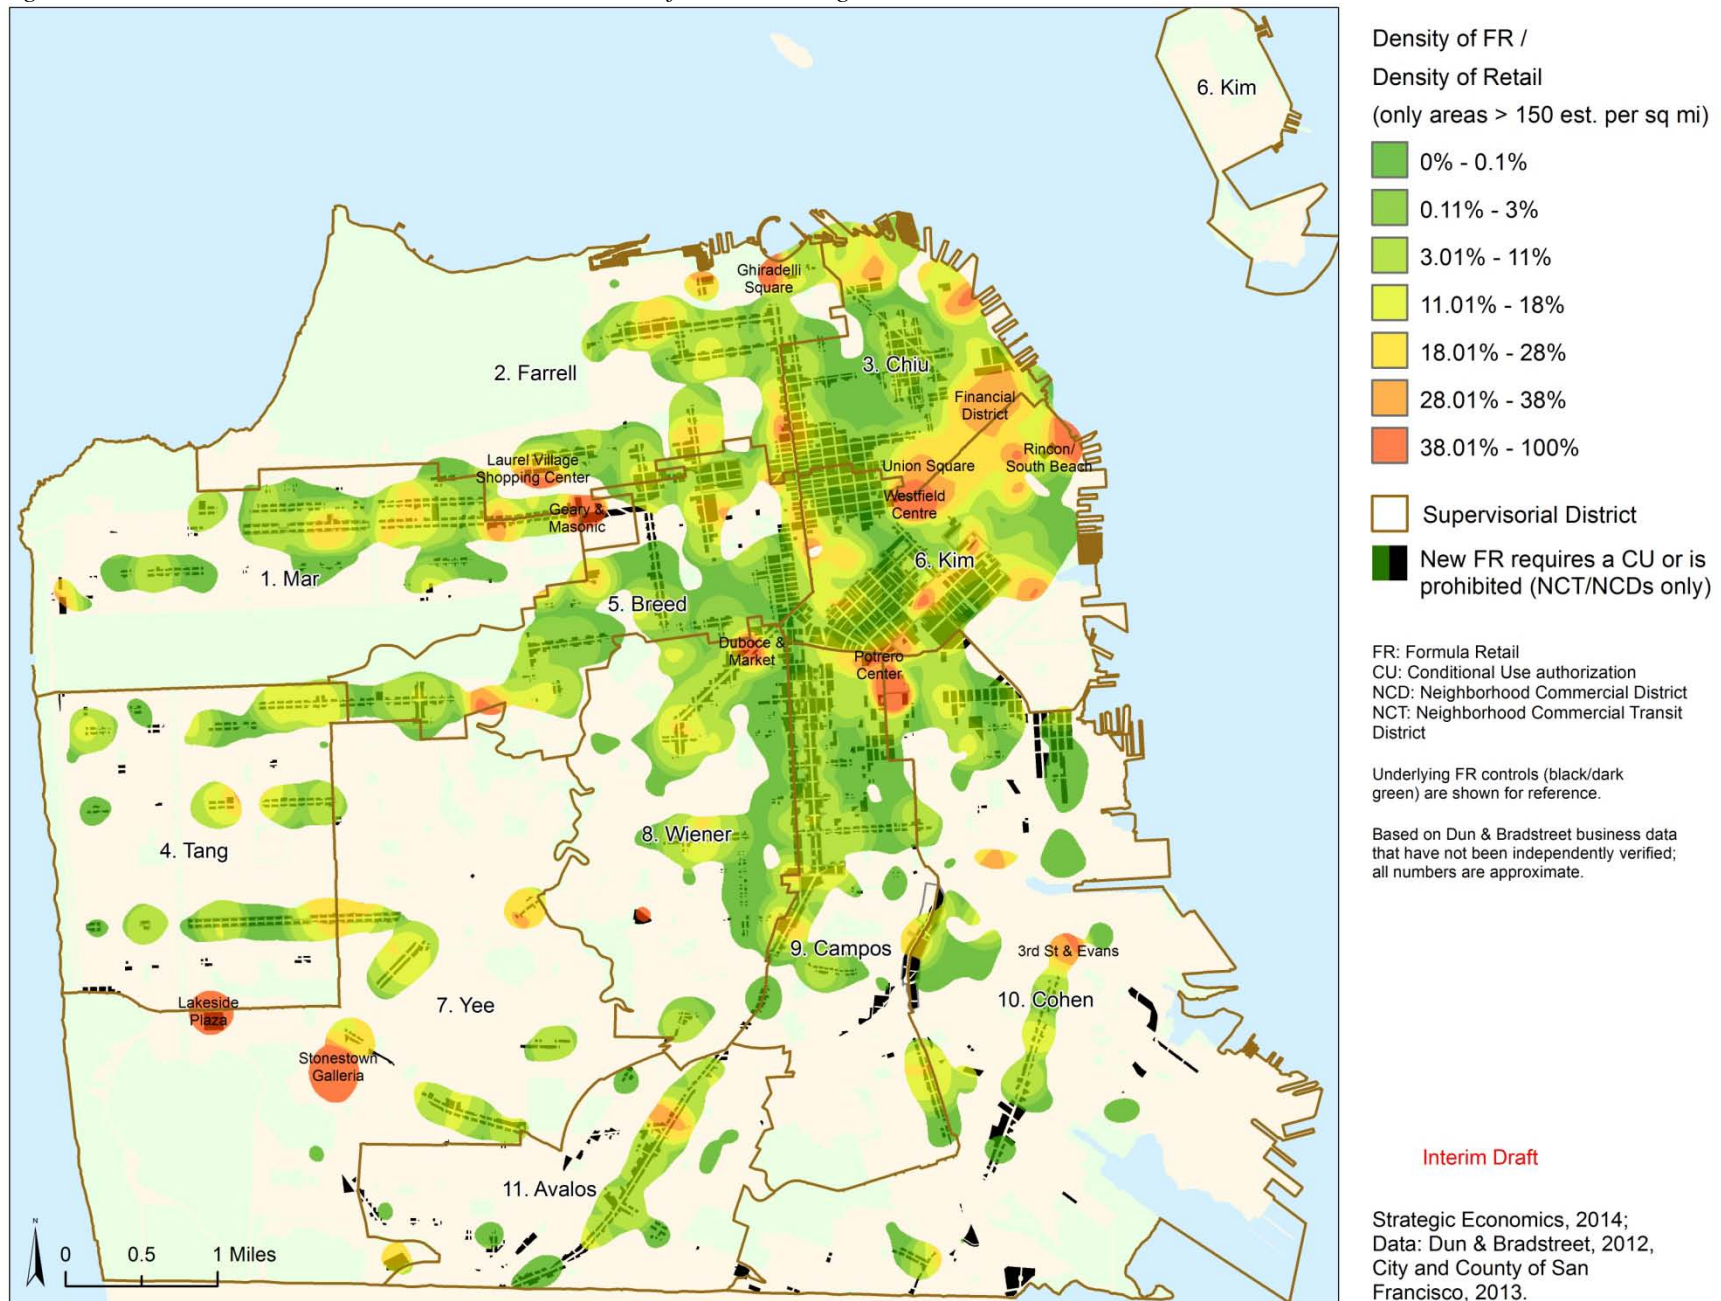 6. Kim
Ghiradelli
Square
2. Farrell
3. Chiu
Financial
District
Rincon/
South Beach
Union Square
Westfield
Centre
Laurel Village
Shopping Center
Geary &
Masonic
1. Mar
6. Kim
5. Breed
Duboce &
Market
Potrero
Center
4. Tang
8. Wiener
9. Campos
3rd St & Evans
10. Cohen
7. Yee
Lakeside
Plaza
Stonestown
Galleria
11. Avalos
N
0 0.5 1 Miles
Density of FR /
Density of Retail
(only areas > 150 est. per sq mi)
0% - 0.1%
0.11% - 3%
3.01% - 11%
11.01% - 18%
18.01% - 28%
28.01% - 38%
38.01% - 100%
Supervisorial District
New FR requires a CU or is
prohibited (NCT/NCDs only)
FR: Formula Retail
CU: Conditional Use authorization
NCD: Neighborhood Commercial District
NCT: Neighborhood Commercial Transit
District
Underlying FR controls (black/dark
green) are shown for reference.
Based on Dun & Bradstreet business data
that have not been independently verified;
all numbers are approximate.
Interim Draft
Strategic Economics, 2014;
Data: Dun & Bradstreet, 2012,
City and County of San
Francisco, 2013.